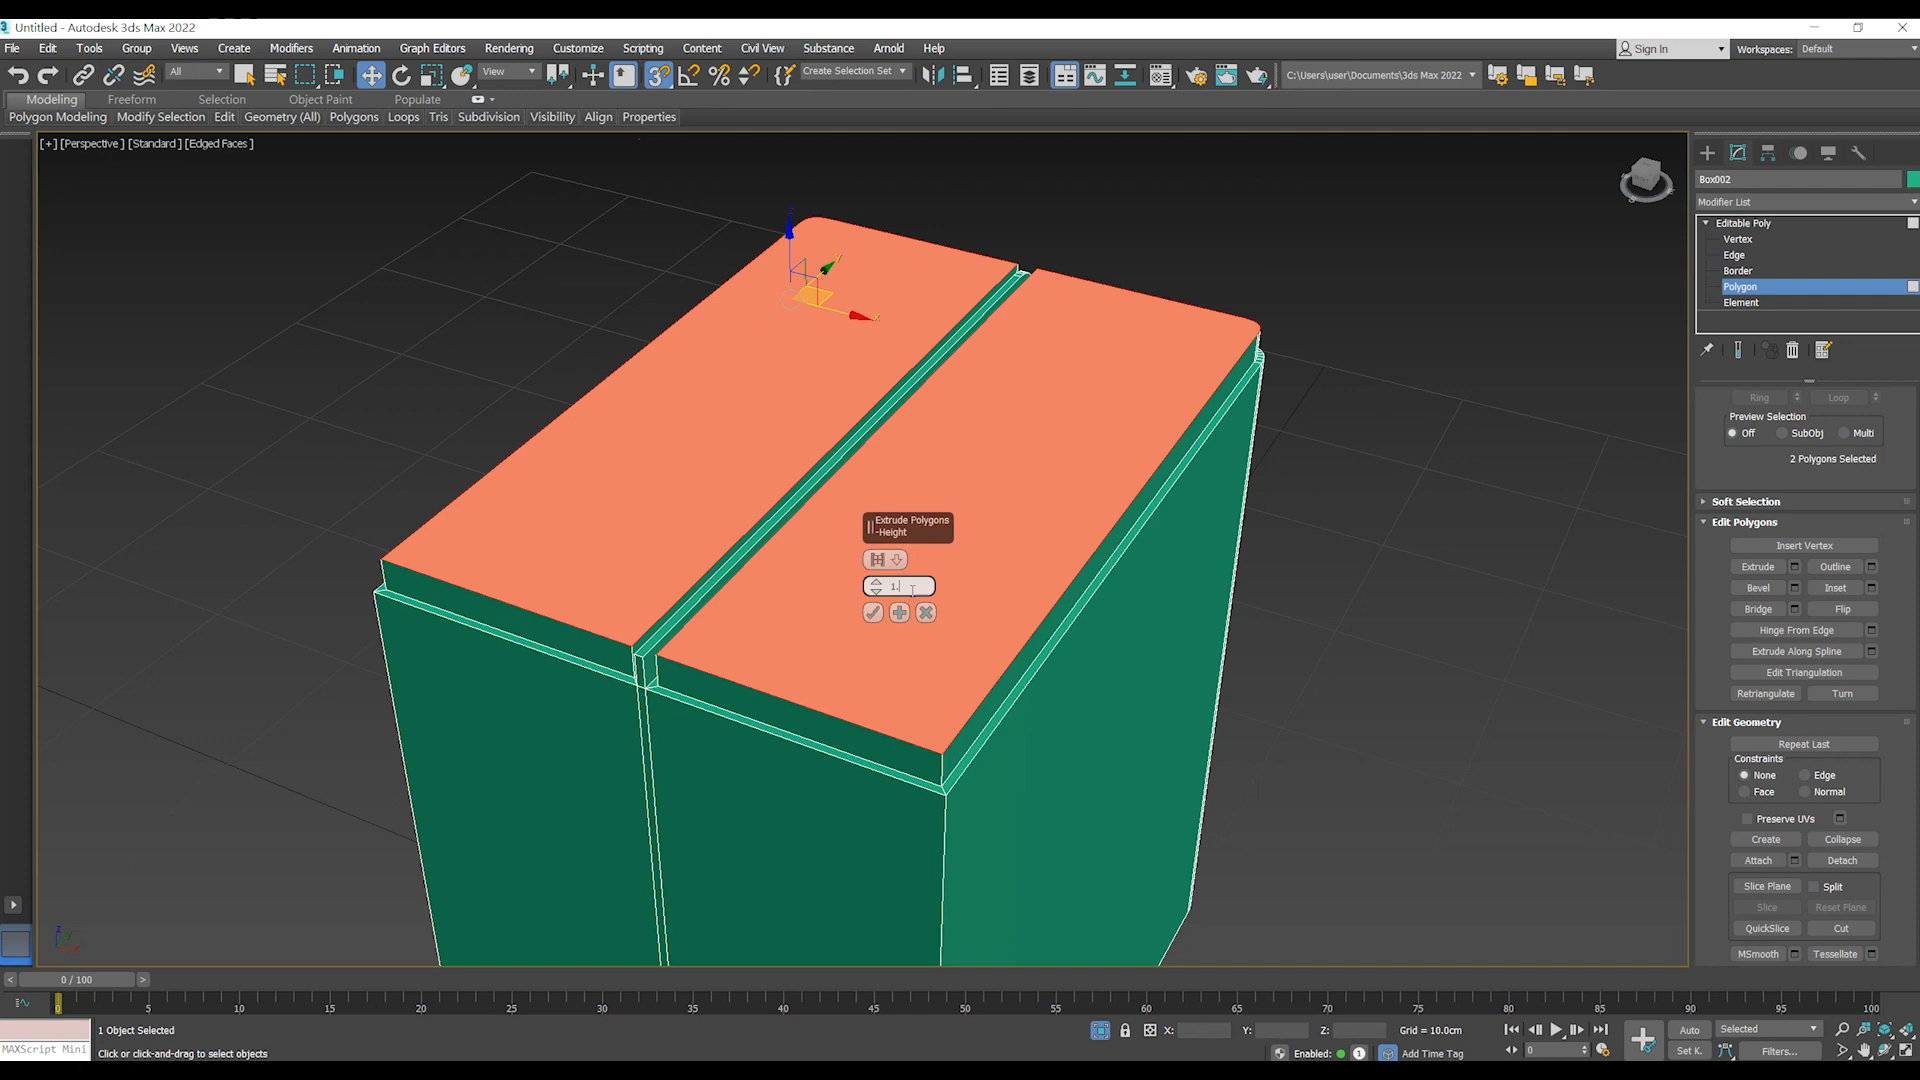 Untitled - Autodesk 3ds Max 2022
File Edit Tools Group Views Create Modifiers Animation Graph Editors Rendering Customize Scripting Content Civil View Substance Arnold Help
Sign In Workspaces: Default
All View Create Selection Set C:\Users\user\Documents\3ds Max 2022
Modeling Freeform Selection Object Paint Populate
Polygon Modeling Modify Selection Edit Geometry (All) Polygons Loops Tris Subdivision Visibility Align Properties
[+] [Perspective ] [Standard ] [Edged Faces ]
Box002
Modifier List
Editable Poly
Vertex
Edge
Border
Polygon
Element
Ring Loop
Preview Selection
Off SubObj Multi
2 Polygons Selected
Soft Selection
Edit Polygons
Insert Vertex
Extrude Outline
Bevel Inset
Bridge Flip
Hinge From Edge
Extrude Along Spline
Edit Triangulation
Retriangulate Turn
Edit Geometry
Repeat Last
Constraints
None Edge
Face Normal
Preserve UVs
Create Collapse
Attach Detach
Slice Plane Split
Slice Reset Plane
QuickSlice Cut
MSmooth Tessellate
Extrude Polygons
-Height
1.
z
y
x
< 0 / 100 >
0 5 10 15 20 25 30 35 40 45 50 55 60 65 70 75 80 85 90 95 100
1 Object Selected
X: Y: Z: Grid = 10.0cm
Auto Selected
MAXScript Mini
Click or click-and-drag to select objects
Enabled: 1 Add Time Tag
0
Set K. Filters...